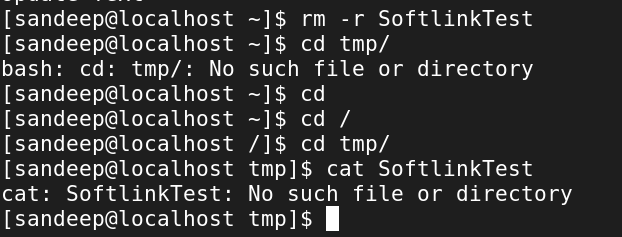 [sandeep@localhost ~]$ rm -r SoftlinkTest
[sandeep@localhost ~]$ cd tmp/
bash: cd: tmp/: No such file or directory
[sandeep@localhost ~]$ cd
[sandeep@localhost ~]$ cd /
[sandeep@localhost /]$ cd tmp/
[sandeep@localhost tmp]$ cat SoftlinkTest
cat: SoftlinkTest: No such file or directory
[sandeep@localhost tmp]$